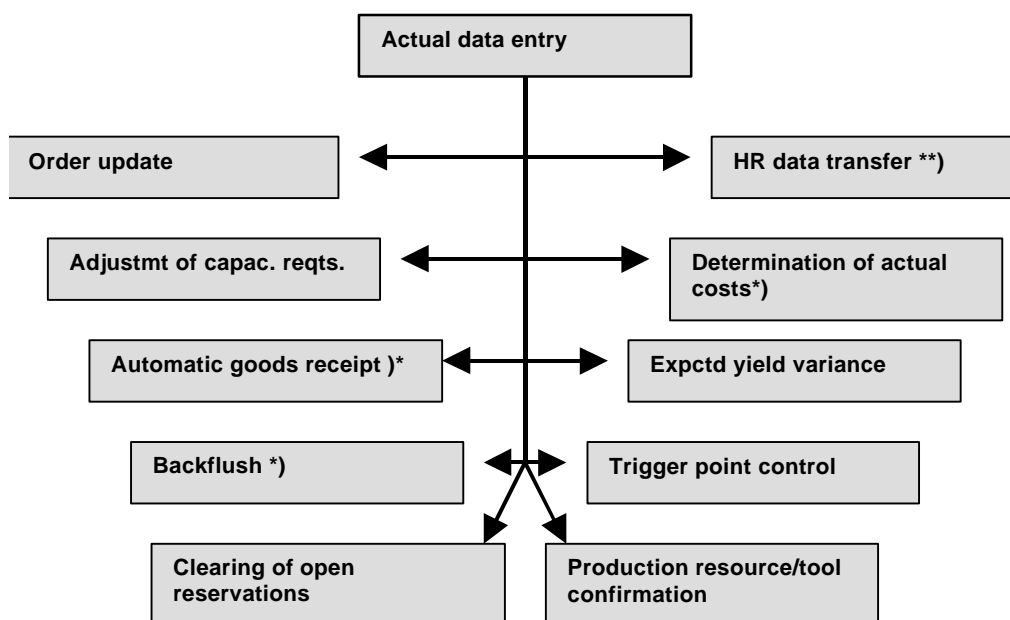 Actual data entry
Order update
HR data transfer **)
Adjustmt of capac. reqts.
Determination of actual
costs*)
Automatic goods receipt )*
Expctd yield variance
Backflush *)
Trigger point control
Clearing of open
reservations
Production resource/tool
confirmation